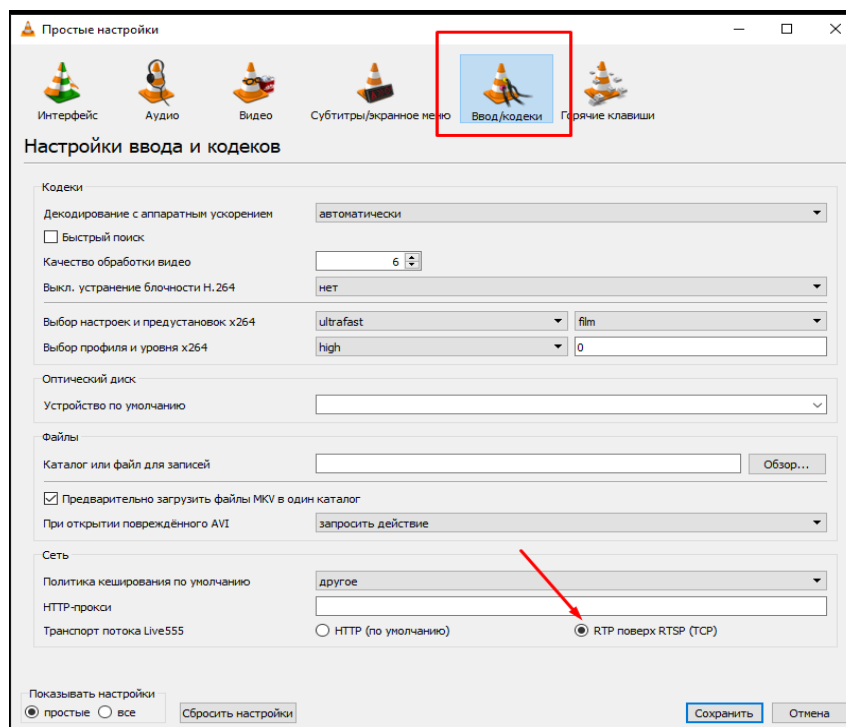 Простые настройки
Интерфейс Аудио Видео Субтитры/экранное меню Ввод/кодеки Горячие клавиши
Настройки ввода и кодеков
Кодеки
Декодирование с аппаратным ускорением автоматически
Быстрый поиск
Качество обработки видео 6
Выкл. устранение блочности H.264 нет
Выбор настроек и предустановок x264 ultrafast film
Выбор профиля и уровня x264 high 0
Оптический диск
Устройство по умолчанию
Файлы
Каталог или файл для записей Обзор...
Предварительно загрузить файлы MKV в один каталог
При открытии повреждённого AVI запросить действие
Сеть
Политика кеширования по умолчанию другое
HTTP-прокси
Транспорт потока Live555 HTTP (по умолчанию) RTP поверх RTSP (TCP)
Показывать настройки
простые все Сбросить настройки Сохранить Отмена